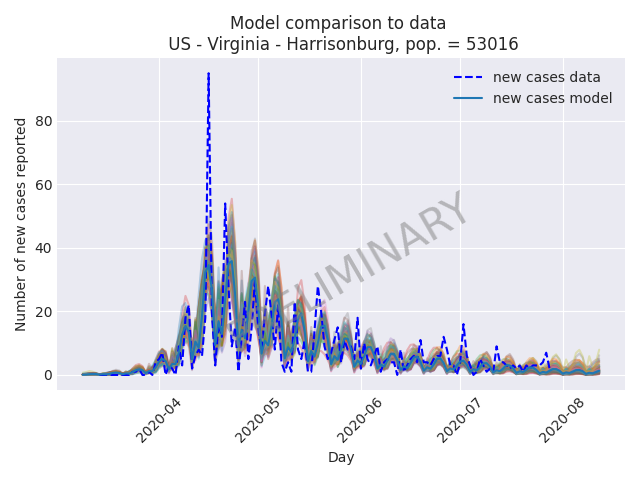 Model comparison to data
US - Virginia - Harrisonburg, pop. = 53016
new cases data
new cases model
Number of new cases reported
80
60
40
20
0
ELIMINARY
2020-04
2020-05
2020-06
2020-07
2020-08
Day